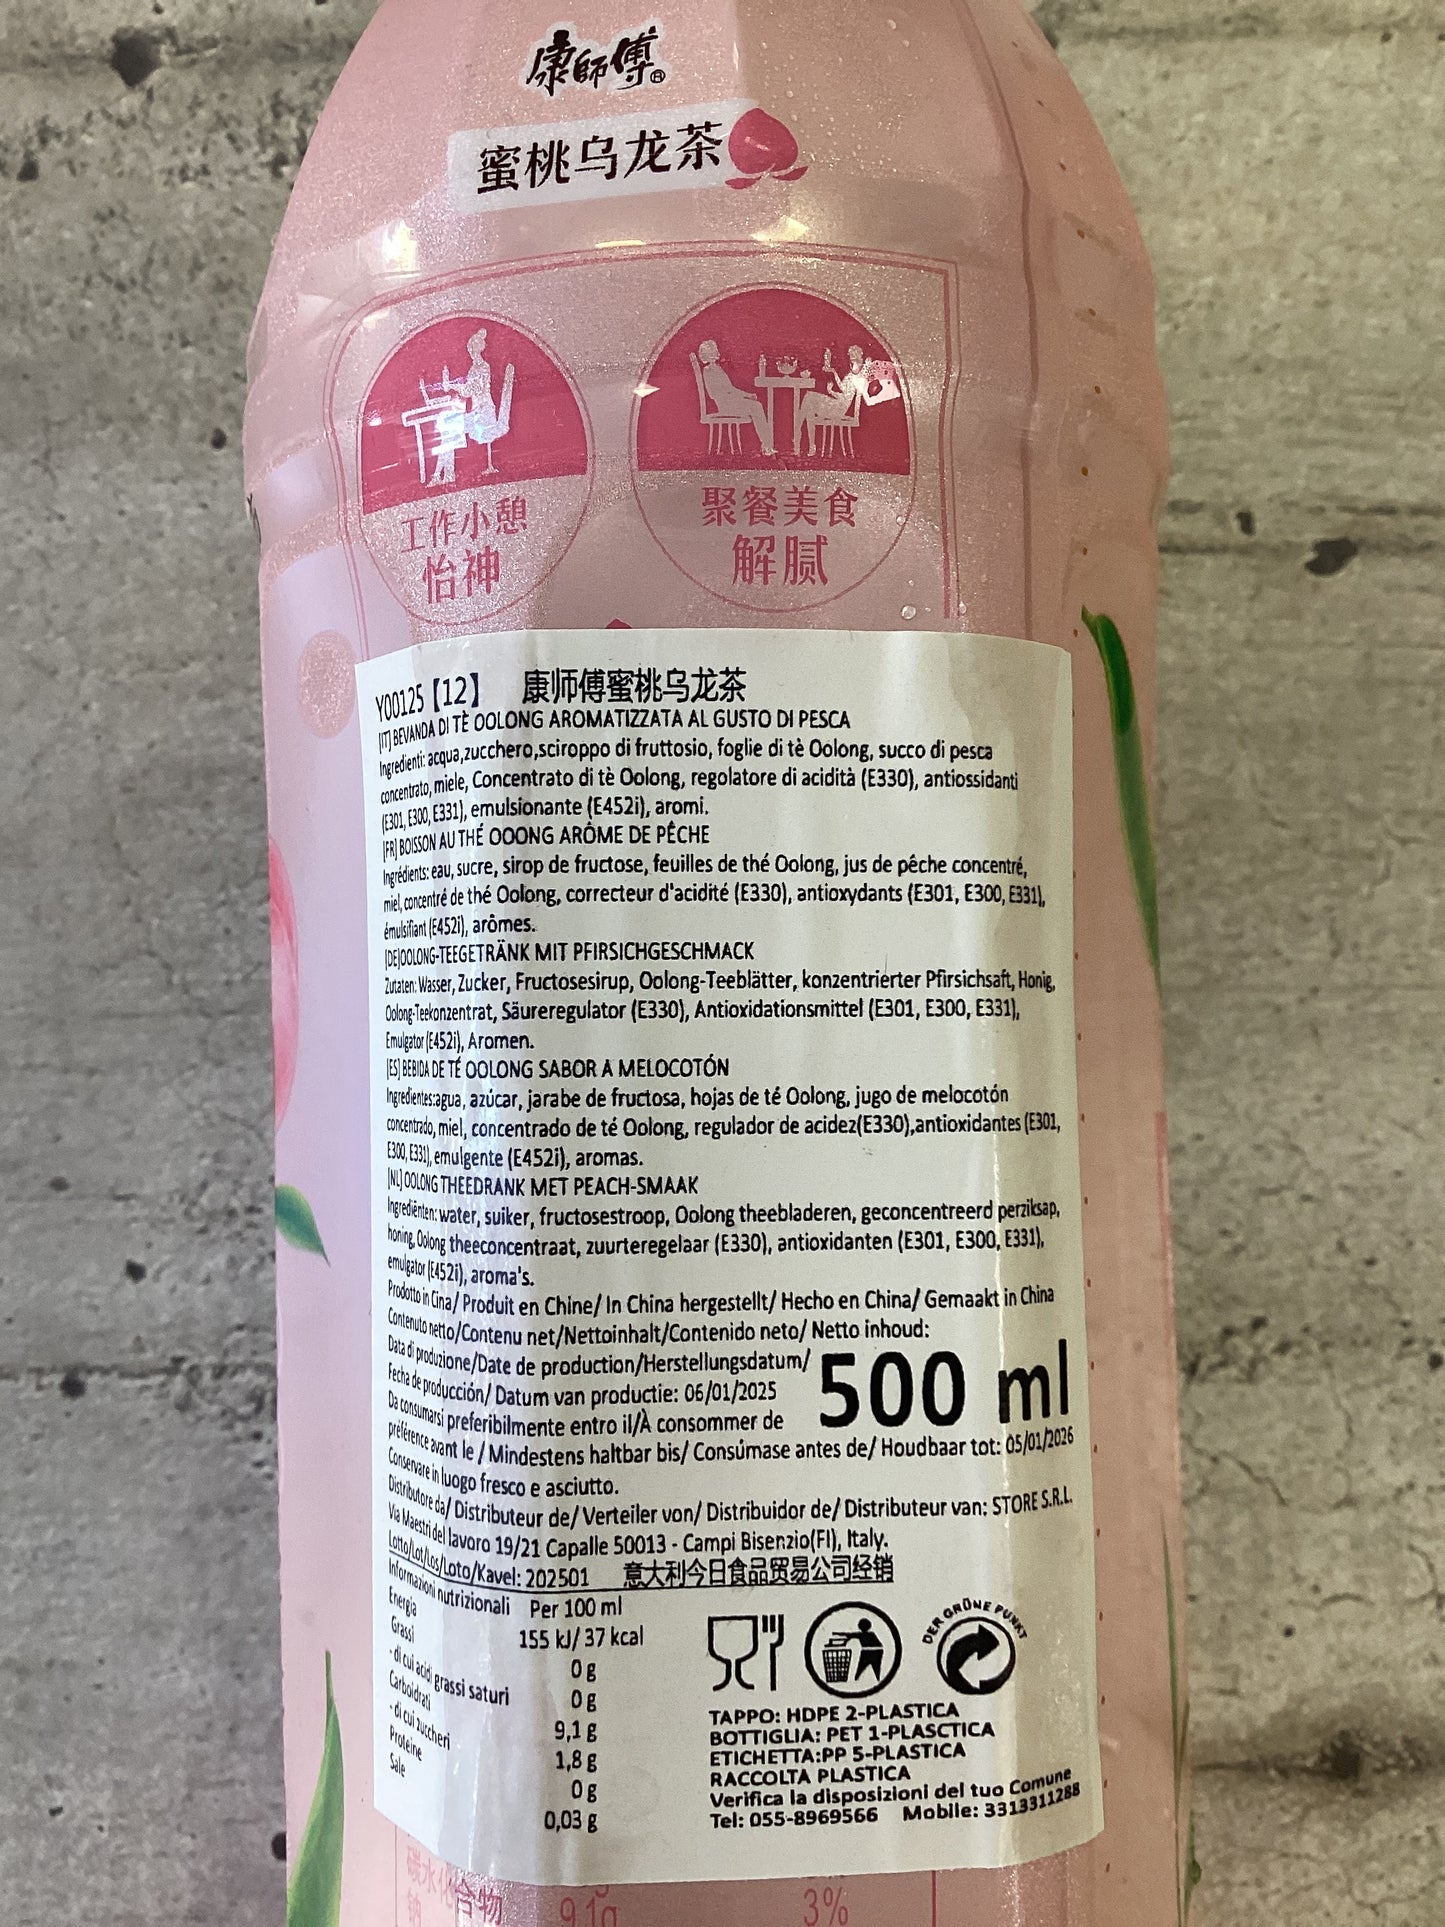 康師傅®
蜜桃乌龙茶
工作小憩
怡神
聚餐美食
解腻
Y00125【12】 康师傅蜜桃乌龙茶
[IT] BEVANDA DI TÈ OOLONG AROMATIZZATA AL GUSTO DI PESCA
Ingredienti: acqua,zucchero,sciroppo di fruttosio, foglie di tè Oolong, succo di pesca
concentrato, miele, Concentrato di tè Oolong, regolatore di acidità (E330), antiossidanti
(E301, E300, E331), emulsionante (E452i), aromi.
[FR] BOISSON AU THÉ OOONG ARÔME DE PÊCHE
Ingrédients: eau, sucre, sirop de fructose, feuilles de thé Oolong, jus de pêche concentré,
miel, concentré de thé Oolong, correcteur d'acidité (E330), antioxydants (E301, E300, E331),
émulsifiant (E452i), arômes.
[DE]OOLONG-TEEGETRÄNK MIT PFIRSICHGESCHMACK
Zutaten: Wasser, Zucker, Fructosesirup, Oolong-Teeblätter, konzentrierter Pfirsichsaft, Honig,
Oolong-Teekonzentrat, Säureregulator (E330), Antioxidationsmittel (E301, E300, E331),
Emulgator (E452i), Aromen.
[ES] BEBIDA DE TÉ OOLONG SABOR A MELOCOTÓN
Ingredientes:agua, azúcar, jarabe de fructosa, hojas de té Oolong, jugo de melocotón
concentrado, miel, concentrado de té Oolong, regulador de acidez(E330),antioxidantes (E301,
E300, E331), emulgente (E452i), aromas.
[NL] OOLONG THEEDRANK MET PEACH-SMAAK
Ingrediënten: water, suiker, fructosestroop, Oolong theebladeren, geconcentreerd perziksap,
honing, Oolong theeconcentraat, zuurteregelaar (E330), antioxidanten (E301, E300, E331),
emulgator (E452i), aroma's.
Prodotto in Cina/ Produit en Chine/ In China hergestellt/ Hecho en China/ Gemaakt in China
Contenuto netto/Contenu net/Nettoinhalt/Contenido neto/ Netto inhoud:
500 ml
Data di produzione/Date de production/Herstellungsdatum/
Fecha de producción/ Datum van productie: 06/01/2025
Da consumarsi preferibilmente entro il/À consommer de
préférence avant le / Mindestens haltbar bis/ Consúmase antes de/ Houdbaar tot: 05/01/2026
Conservare in luogo fresco e asciutto.
Distributore da/ Distributeur de/ Verteiler von/ Distribuidor de/ Distributeur van: STORE S.R.L.
Via Maestri del lavoro 19/21 Capalle 50013 - Campi Bisenzio(FI), Italy.
Lotto/Lot/Los/Loto/Kavel: 202501 意大利今日食品贸易公司经销
Informazioni nutrizionali Per 100 ml
Energia 155 kJ/ 37 kcal
Grassi 0 g
- di cui acidi grassi saturi 0 g
Carboidrati 9,1 g
- di cui zuccheri 1,8 g
Proteine 0 g
Sale 0,03 g
DER GRÜNE PUNKT
TAPPO: HDPE 2-PLASTICA
BOTTIGLIA: PET 1-PLASCTICA
ETICHETTA:PP 5-PLASTICA
RACCOLTA PLASTICA
Verifica la disposizioni del tuo Comune
Tel: 055-8969566 Mobile: 3313311288
碳水化合物 9.1g 3%
钠